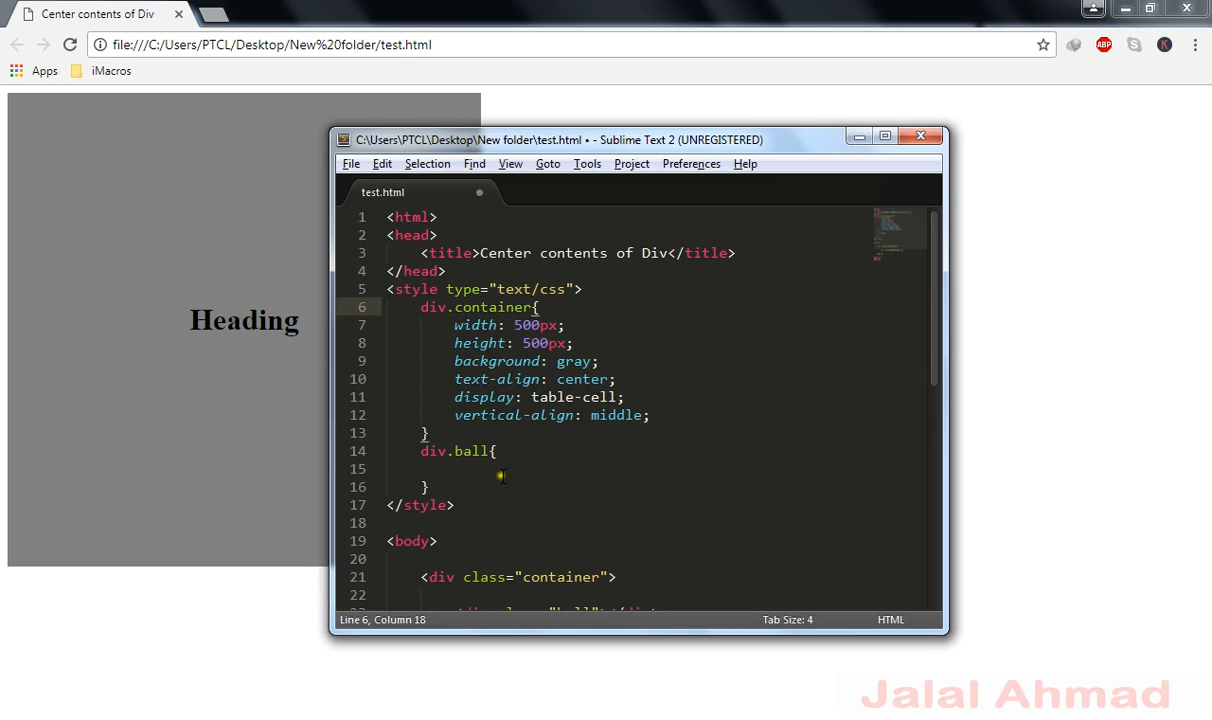 Center contents of Div
file:///C:/Users/PTCL/Desktop/New%20folder/test.html
ABP
K
Apps
iMacros
Heading
C:\Users\PTCL\Desktop\New folder\test.html • - Sublime Text 2 (UNREGISTERED)
File Edit Selection Find View Goto Tools Project Preferences Help
test.html
1 <html>
2 <head>
3 <title>Center contents of Div</title>
4 </head>
5 <style type="text/css">
6 div.container{
7 width: 500px;
8 height: 500px;
9 background: gray;
10 text-align: center;
11 display: table-cell;
12 vertical-align: middle;
13 }
14 div.ball{
15
16 }
17 </style>
18
19 <body>
20
21 <div class="container">
22
Line 6, Column 18
Tab Size: 4
HTML
Jalal Ahmad